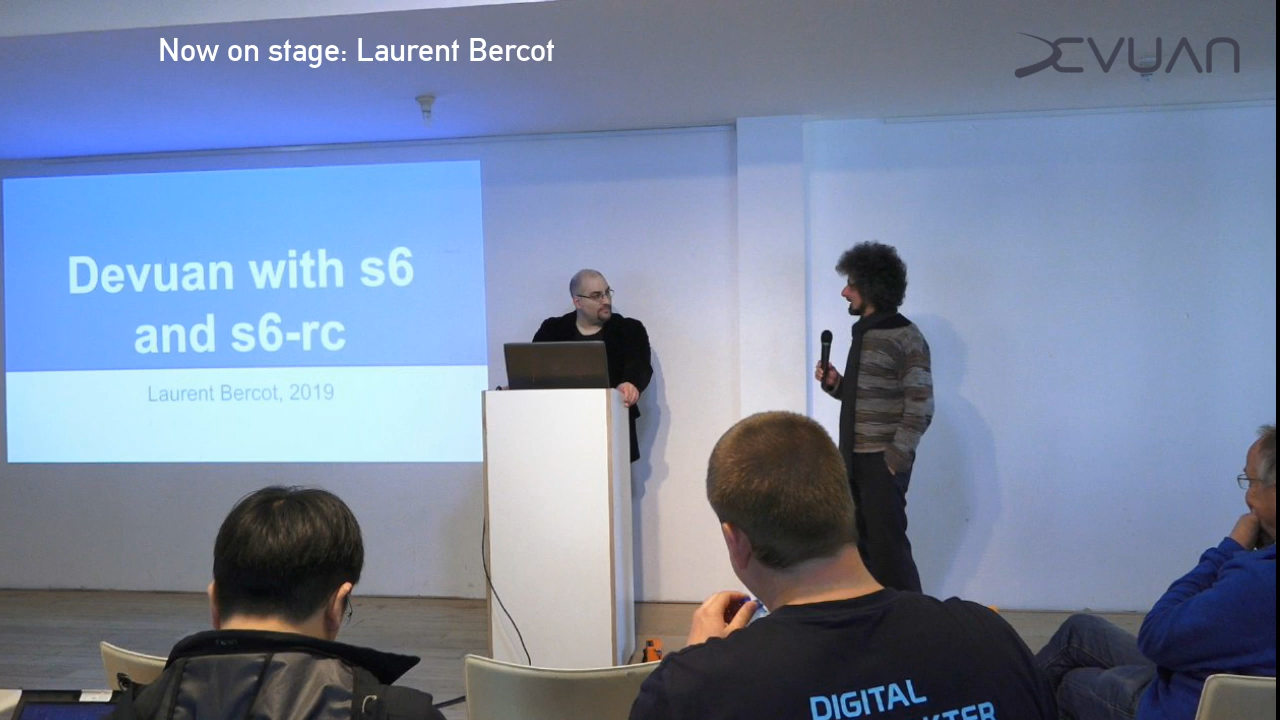 Now on stage: Laurent Bercot
DEVUAN
Devuan with s6
and s6-rc
Laurent Bercot, 2019
DIGITAL